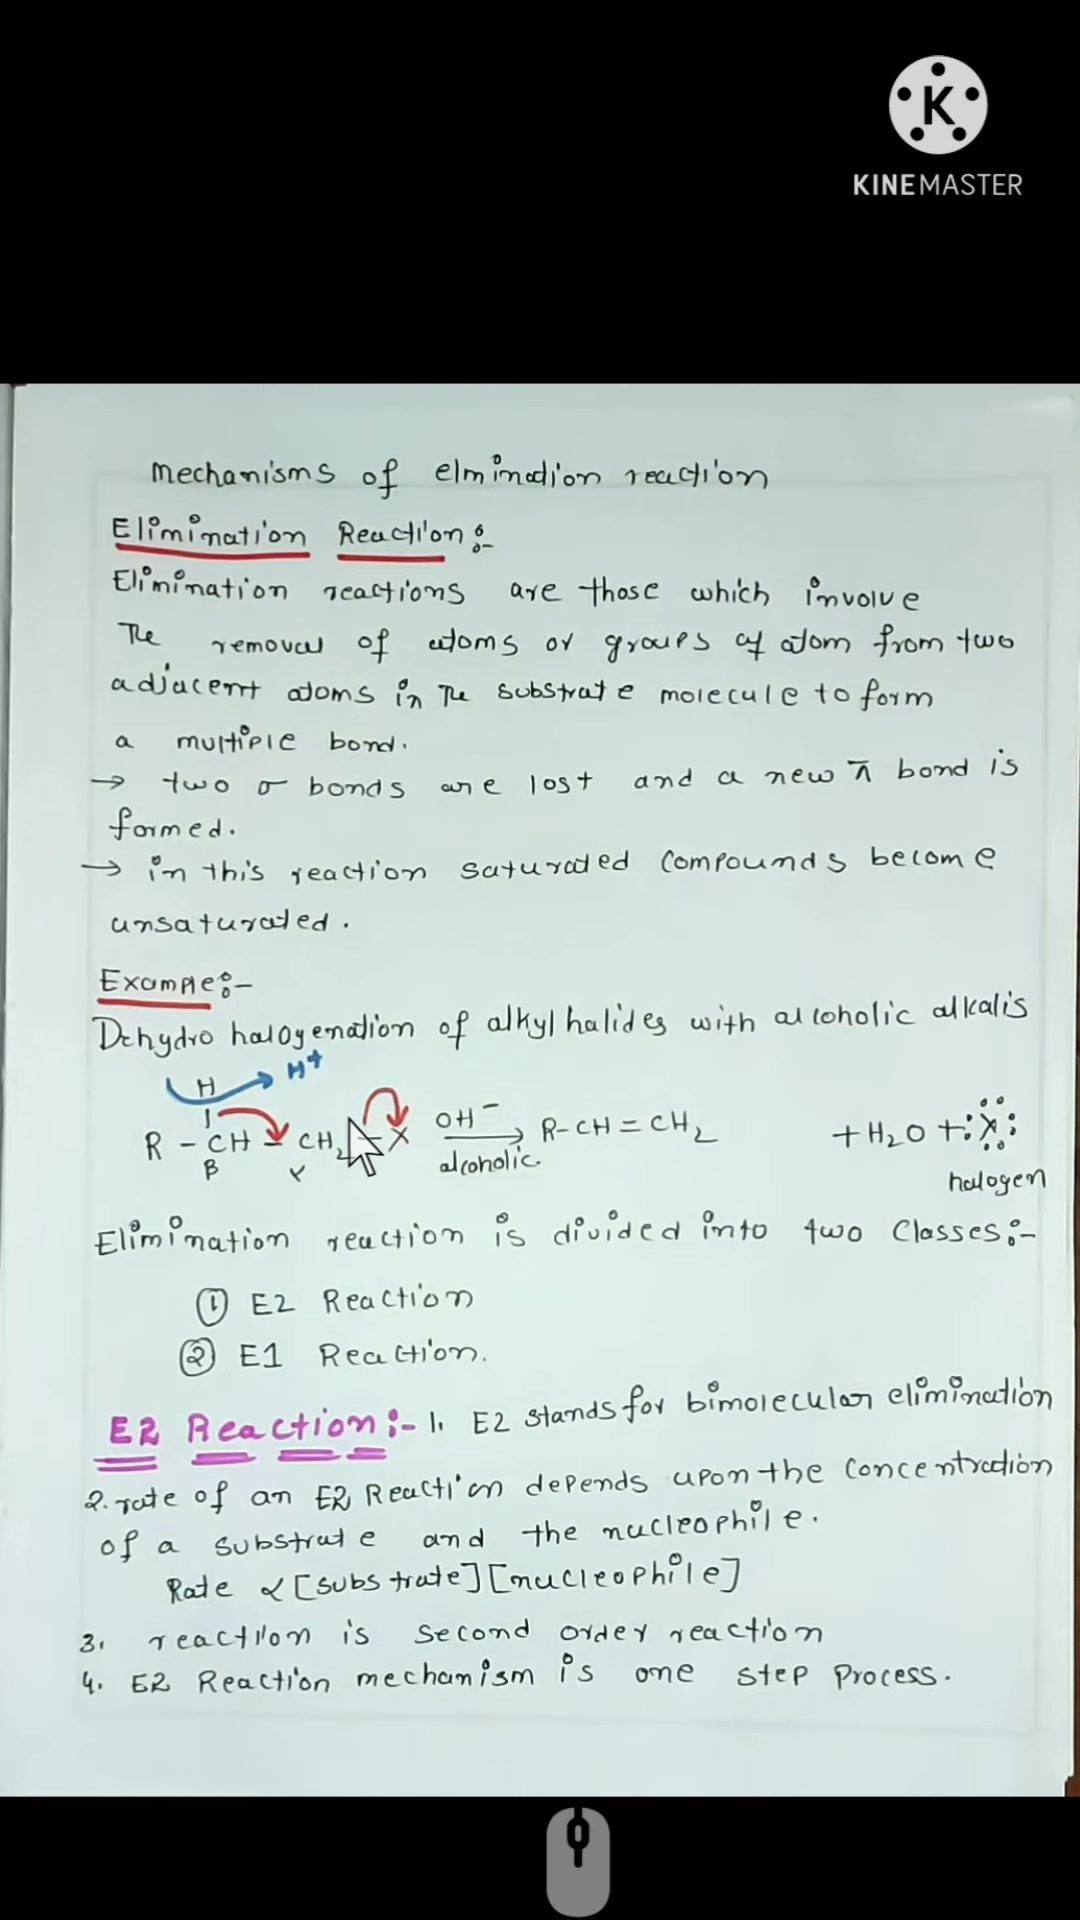 K
KINEMASTER
Mechanisms of elmination reaction
Elimination Reaction:-
Elimination reactions are those which involve
The removal of atoms or groups of atom from two
adjacent atoms in The substrate molecule to form
a multiple bond.
→ two σ bonds are lost and a new π bond is
formed.
→ in this reaction saturated compounds become
unsaturated.
Example:-
Dehydro halogenation of alkyl halides with alcoholic alkalis
H H⁺
R - CH - CH₂ - X OH⁻ → R-CH=CH₂ + H₂O + :X:
β α alcoholic halogen
Elimination reaction is divided into two Classes:-
① E2 Reaction
② E1 Reaction.
E2 Reaction:- 1. E2 stands for bimolecular elimination
2. rate of an E2 Reaction depends upon the concentration
of a substrate and the nucleophile.
Rate ∝ [substrate][nucleophile]
3. reaction is second order reaction
4. E2 Reaction mechanism is one step process.